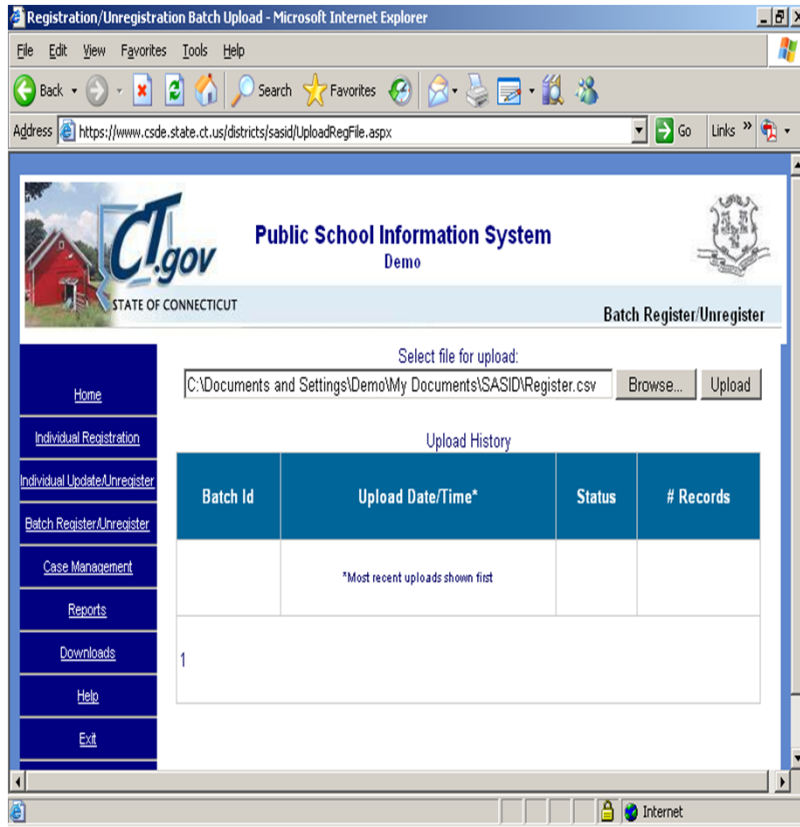 Registration/Unregistration Batch Upload - Microsoft Internet Explorer
File Edit View Favorites Tools Help
Back Search Favorites
Address https://www.csde.state.ct.us/districts/sasid/UploadRegFile.aspx Go Links »
CT.gov
STATE OF CONNECTICUT
Public School Information System
Demo
Batch Register/Unregister
Home
Individual Registration
Individual Update/Unregister
Batch Register/Unregister
Case Management
Reports
Downloads
Help
Exit
Select file for upload:
C:\Documents and Settings\Demo\My Documents\SASID\Register.csv Browse... Upload
Upload History
Batch Id Upload Date/Time* Status # Records
*Most recent uploads shown first
1
Internet